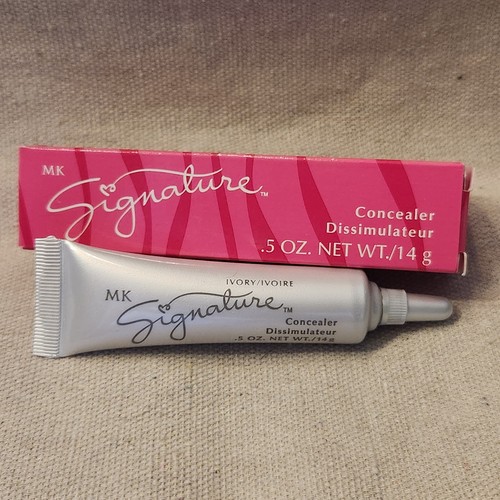 MK
Signature™
Concealer
Dissimulateur
.5 OZ. NET WT./14 g
IVORY/IVOIRE
MK
Signature™
Concealer
Dissimulateur
.5 OZ. NET WT./14g